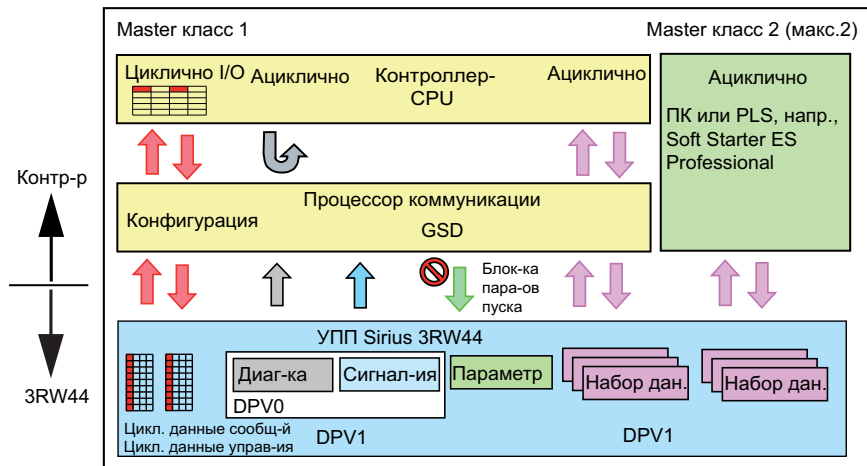 Master класс 1
Master класс 2 (макс.2)
Циклично I/O
Ациклично
Контроллер-
CPU
Ациклично
Ациклично
ПК или PLS, напр.,
Soft Starter ES
Professional
Контр-р
Процессор коммуникации
Конфигурация
GSD
Блок-ка
пара-ов
пуска
УПП Sirius 3RW44
Диаг-ка
Сигнал-ия
Параметр
Набор дан.
Набор дан.
DPV0
3RW44
Цикл. данные сообщ-й
Цикл. данные управ-ия
DPV1
DPV1